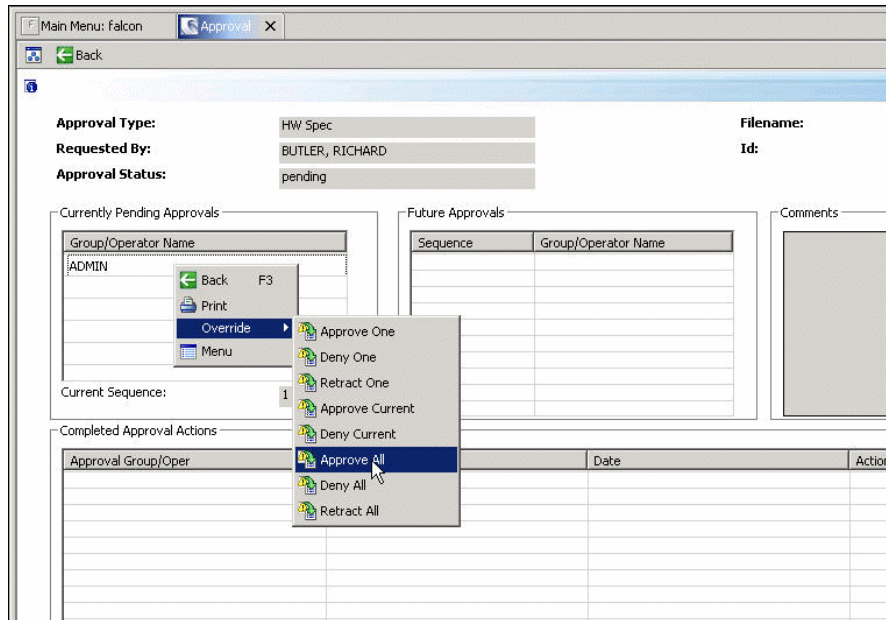 F Main Menu: falcon Approval X
Back
Approval Type: HW Spec Filename:
Requested By: BUTLER, RICHARD Id:
Approval Status: pending
Currently Pending Approvals Future Approvals Comments
Group/Operator Name Sequence Group/Operator Name
ADMIN
Back F3
Print
Override
Menu
Approve One
Deny One
Retract One
Approve Current
Deny Current
Approve All
Deny All
Retract All
Current Sequence: 1
Completed Approval Actions
Approval Group/Oper Date Action